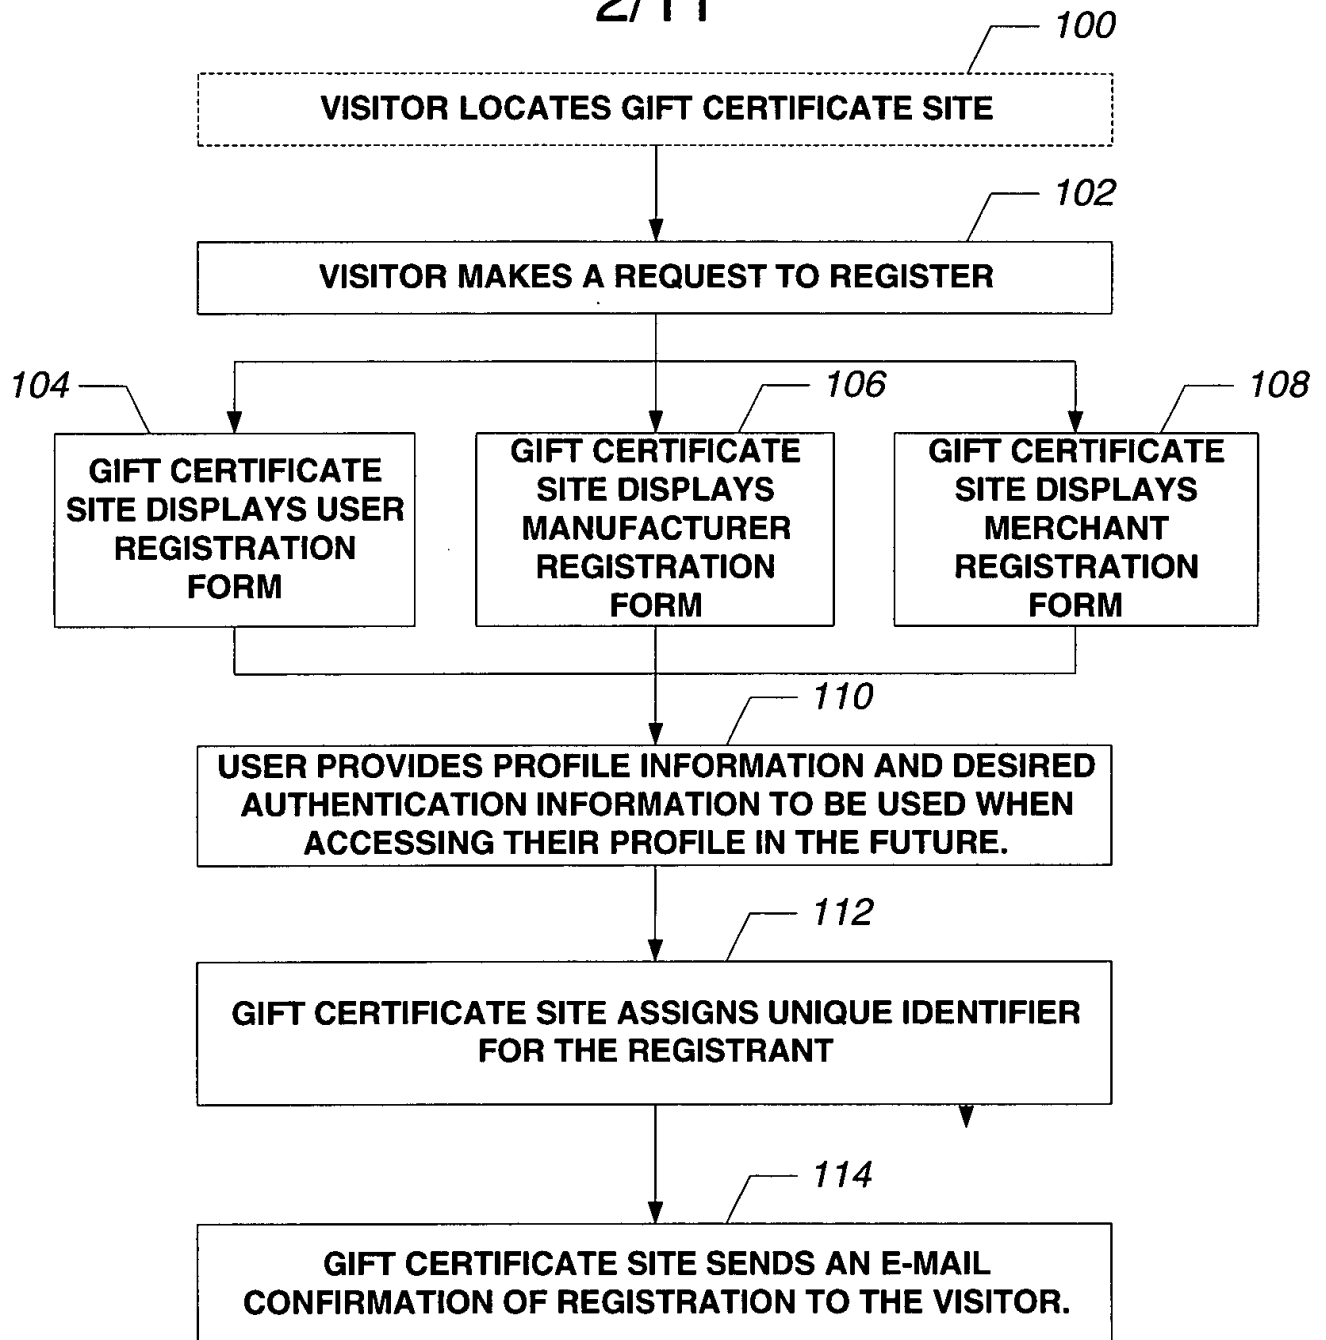 2/11
100
VISITOR LOCATES GIFT CERTIFICATE SITE
102
VISITOR MAKES A REQUEST TO REGISTER
104
106
108
GIFT CERTIFICATE
SITE DISPLAYS USER
REGISTRATION
FORM
GIFT CERTIFICATE
SITE DISPLAYS
MANUFACTURER
REGISTRATION
FORM
GIFT CERTIFICATE
SITE DISPLAYS
MERCHANT
REGISTRATION
FORM
110
USER PROVIDES PROFILE INFORMATION AND DESIRED
AUTHENTICATION INFORMATION TO BE USED WHEN
ACCESSING THEIR PROFILE IN THE FUTURE.
112
GIFT CERTIFICATE SITE ASSIGNS UNIQUE IDENTIFIER
FOR THE REGISTRANT
114
GIFT CERTIFICATE SITE SENDS AN E-MAIL
CONFIRMATION OF REGISTRATION TO THE VISITOR.